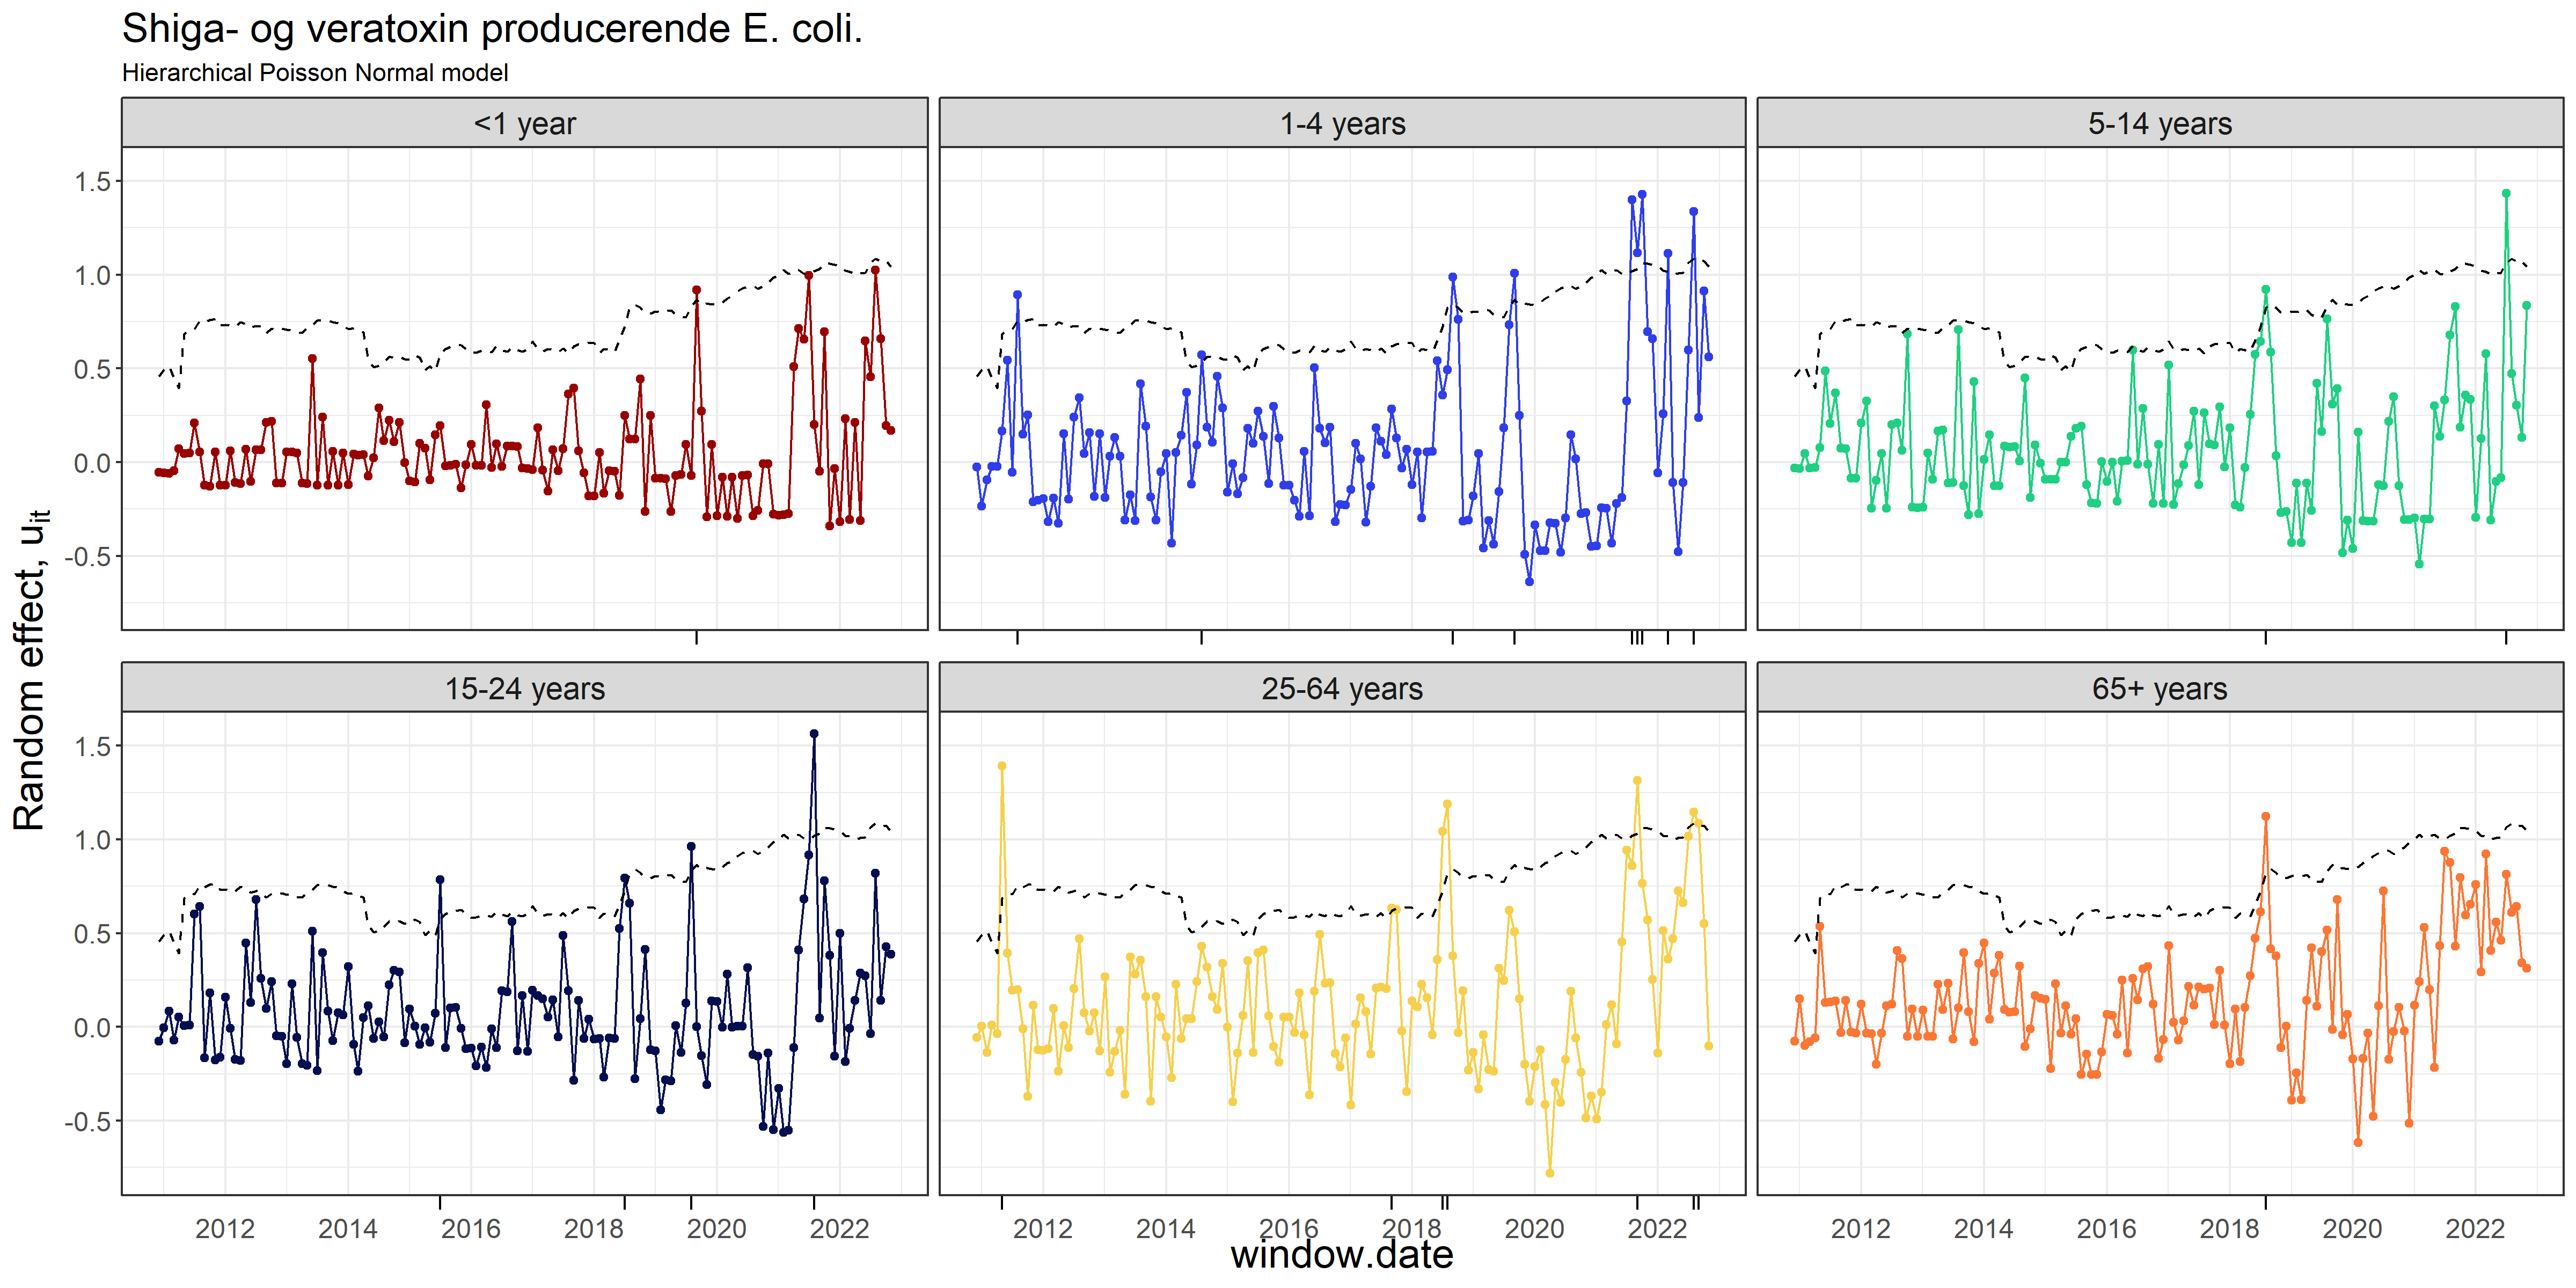 Shiga- og veratoxin producerende E. coli.
Hierarchical Poisson Normal model
<1 year
1-4 years
5-14 years
1.5
1.0
0.5
0.0
-0.5
15-24 years
25-64 years
65+ years
1.5
1.0
0.5
0.0
-0.5
Random effect, uit
2012 2014 2016 2018 2020 2022
2012 2014 2016 2018 2020 2022
2012 2014 2016 2018 2020 2022
window.date